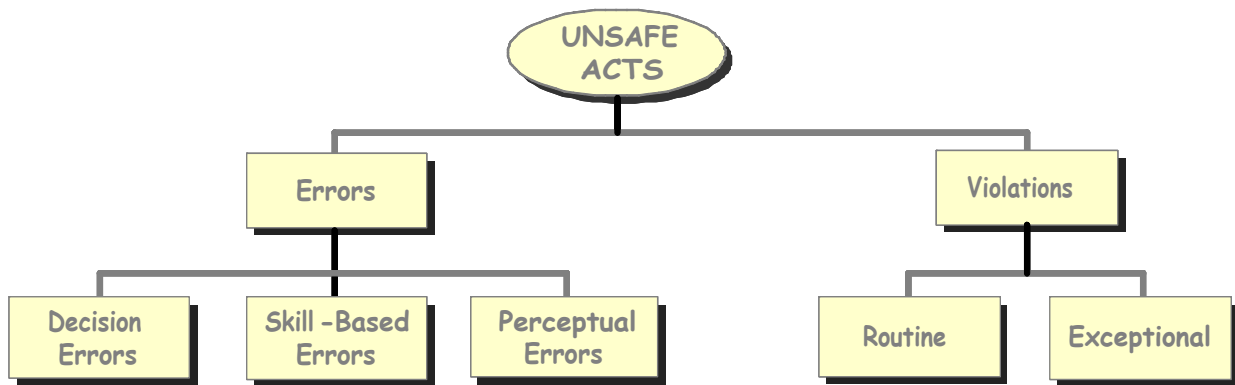 UNSAFE
ACTS
Errors
Violations
Decision
Errors
Skill -Based
Errors
Perceptual
Errors
Routine
Exceptional